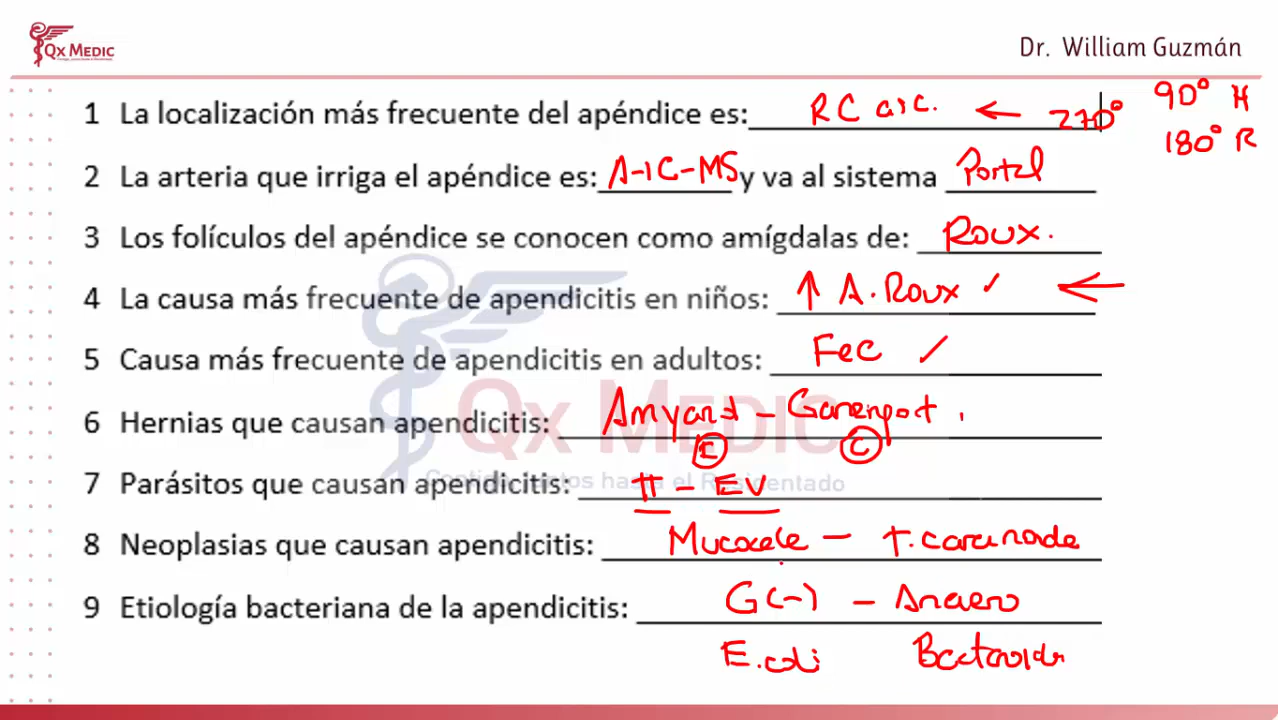 Qx MEDIC
Dr. William Guzmán
90° H
1 La localización más frecuente del apéndice es: RC asc. ← 270°
180° R
2 La arteria que irriga el apéndice es: A-IC-MS y va al sistema Portal
3 Los folículos del apéndice se conocen como amígdalas de: Roux.
4 La causa más frecuente de apendicitis en niños: ↑ A. Roux ✓ ←
5 Causa más frecuente de apendicitis en adultos: Fec ✓
6 Hernias que causan apendicitis: Amyand - Garengeot
E C
7 Parásitos que causan apendicitis: TT - EV
8 Neoplasias que causan apendicitis: Mucocele - T. carcinoide
9 Etiología bacteriana de la apendicitis: G(-) - Anaero
E. coli Bacteroides
Qx MEDIC